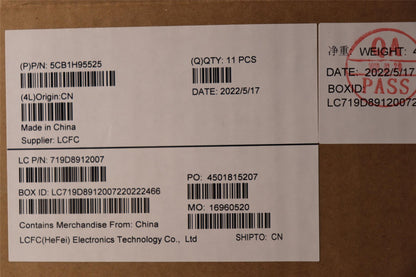 (P)P/N: 5CB1H95525
(Q)QTY: 11 PCS
(4L)Origin:CN
DATE: 2022/5/17
Made in China
Supplier: LCFC
LC P/N: 719D8912007
BOX ID: LC719D8912007220222466
PO: 4501815207
MO: 16960520
Contains Merchandise From: China
LCFC(HeFei) Electronics Technology Co., Ltd
SHIPTO: CN
净重: WEIGHT:
DATE: 2022/5/17
BOXID:
LC719D8912007
QA
PASS